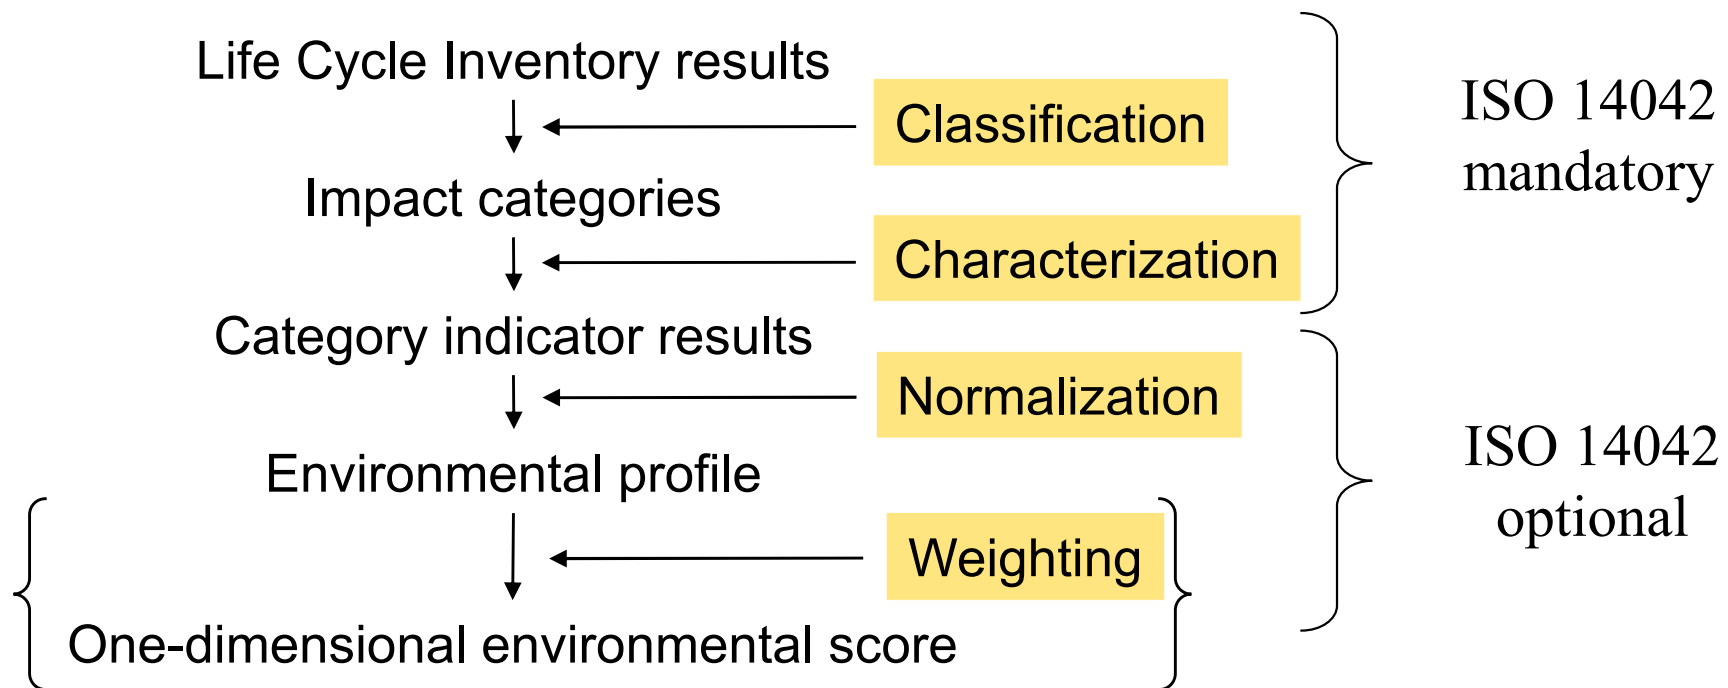 Life Cycle Inventory results
Classification
ISO 14042
mandatory
Impact categories
Characterization
Category indicator results
Normalization
ISO 14042
optional
Environmental profile
Weighting
One-dimensional environmental score